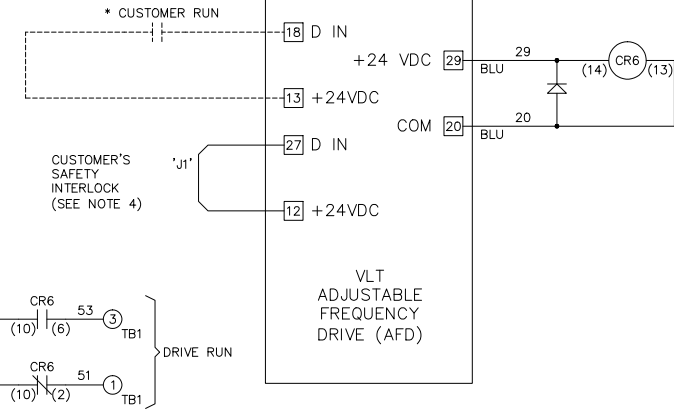 * CUSTOMER RUN
18 D IN
+24 VDC 29
BLU
29
(14) CR6 (13)
13 +24VDC
COM 20
BLU
20
27 D IN
CUSTOMER'S
SAFETY
INTERLOCK
(SEE NOTE 4)
'J1'
12 +24VDC
VLT
ADJUSTABLE
FREQUENCY
DRIVE (AFD)
CR6
(10) (6)
53
3
TB1
DRIVE RUN
CR6
(10) (2)
51
1
TB1